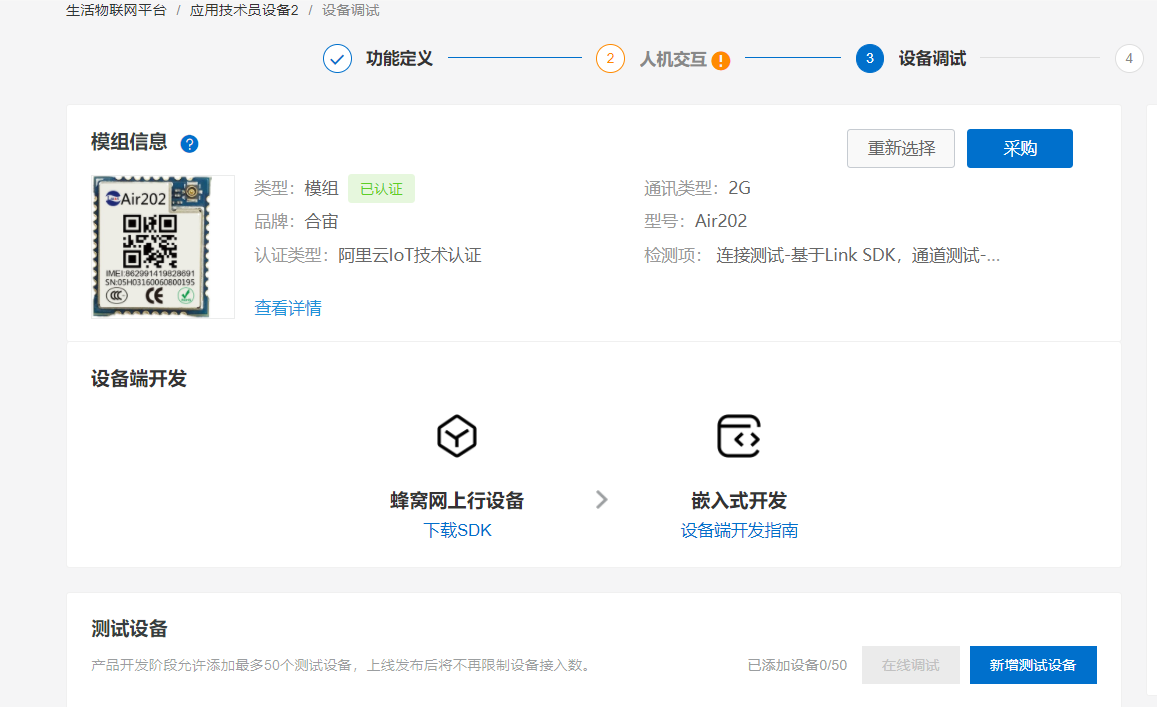 生活物联网平台 / 应用技术员设备2 / 设备调试
功能定义 2 人机交互 ! 3 设备调试 4
模组信息 ?
重新选择 采购
Air202
IMEI:862991419828691
SN:05H03160060800195
CCC CE
类型：模组 已认证 通讯类型：2G
品牌：合宙 型号：Air202
认证类型：阿里云IoT技术认证 检测项： 连接测试-基于Link SDK，通道测试-...
查看详情
设备端开发
蜂窝网上行设备 嵌入式开发
下载SDK 设备端开发指南
测试设备
产品开发阶段允许添加最多50个测试设备，上线发布后将不再限制设备接入数。 已添加设备0/50 在线调试 新增测试设备